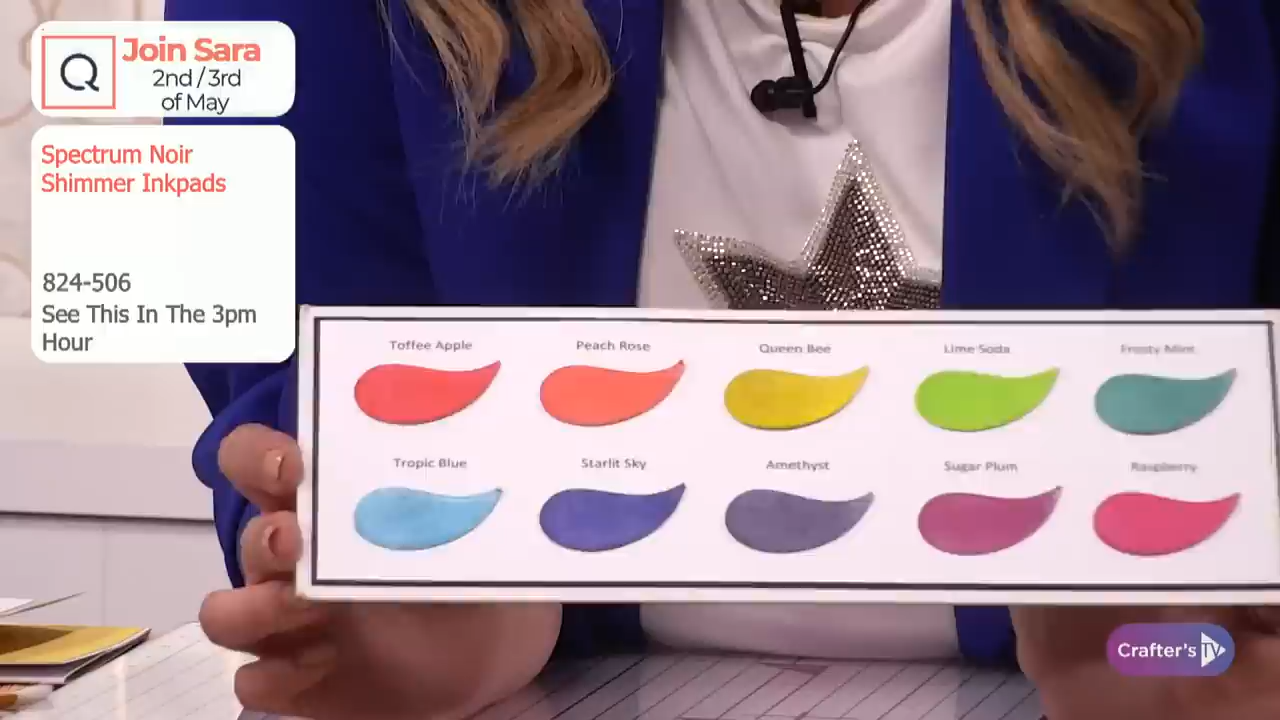 Q
Join Sara
2nd / 3rd
of May
Spectrum Noir
Shimmer Inkpads
824-506
See This In The 3pm
Hour
Toffee Apple Peach Rose Queen Bee Lime Soda Frosty Mint
Tropic Blue Starlit Sky Amethyst Sugar Plum Raspberry
Crafter's TV